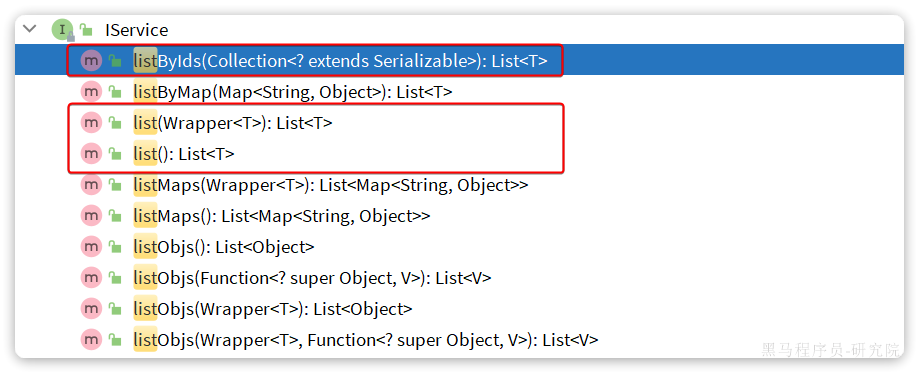 IService
listByIds(Collection<? extends Serializable>): List<T>
listByMap(Map<String, Object>): List<T>
list(Wrapper<T>): List<T>
list(): List<T>
listMaps(Wrapper<T>): List<Map<String, Object>>
listMaps(): List<Map<String, Object>>
listObjs(): List<Object>
listObjs(Function<? super Object, V>): List<V>
listObjs(Wrapper<T>): List<Object>
listObjs(Wrapper<T>, Function<? super Object, V>): List<V>
黑马程序员-研究院